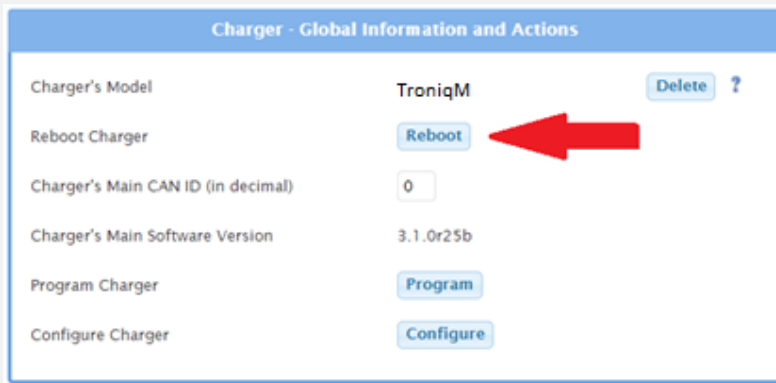 Charger - Global Information and Actions
Charger's Model TroniqM Delete ?
Reboot Charger Reboot
Charger's Main CAN ID (in decimal) 0
Charger's Main Software Version 3.1.0r25b
Program Charger Program
Configure Charger Configure